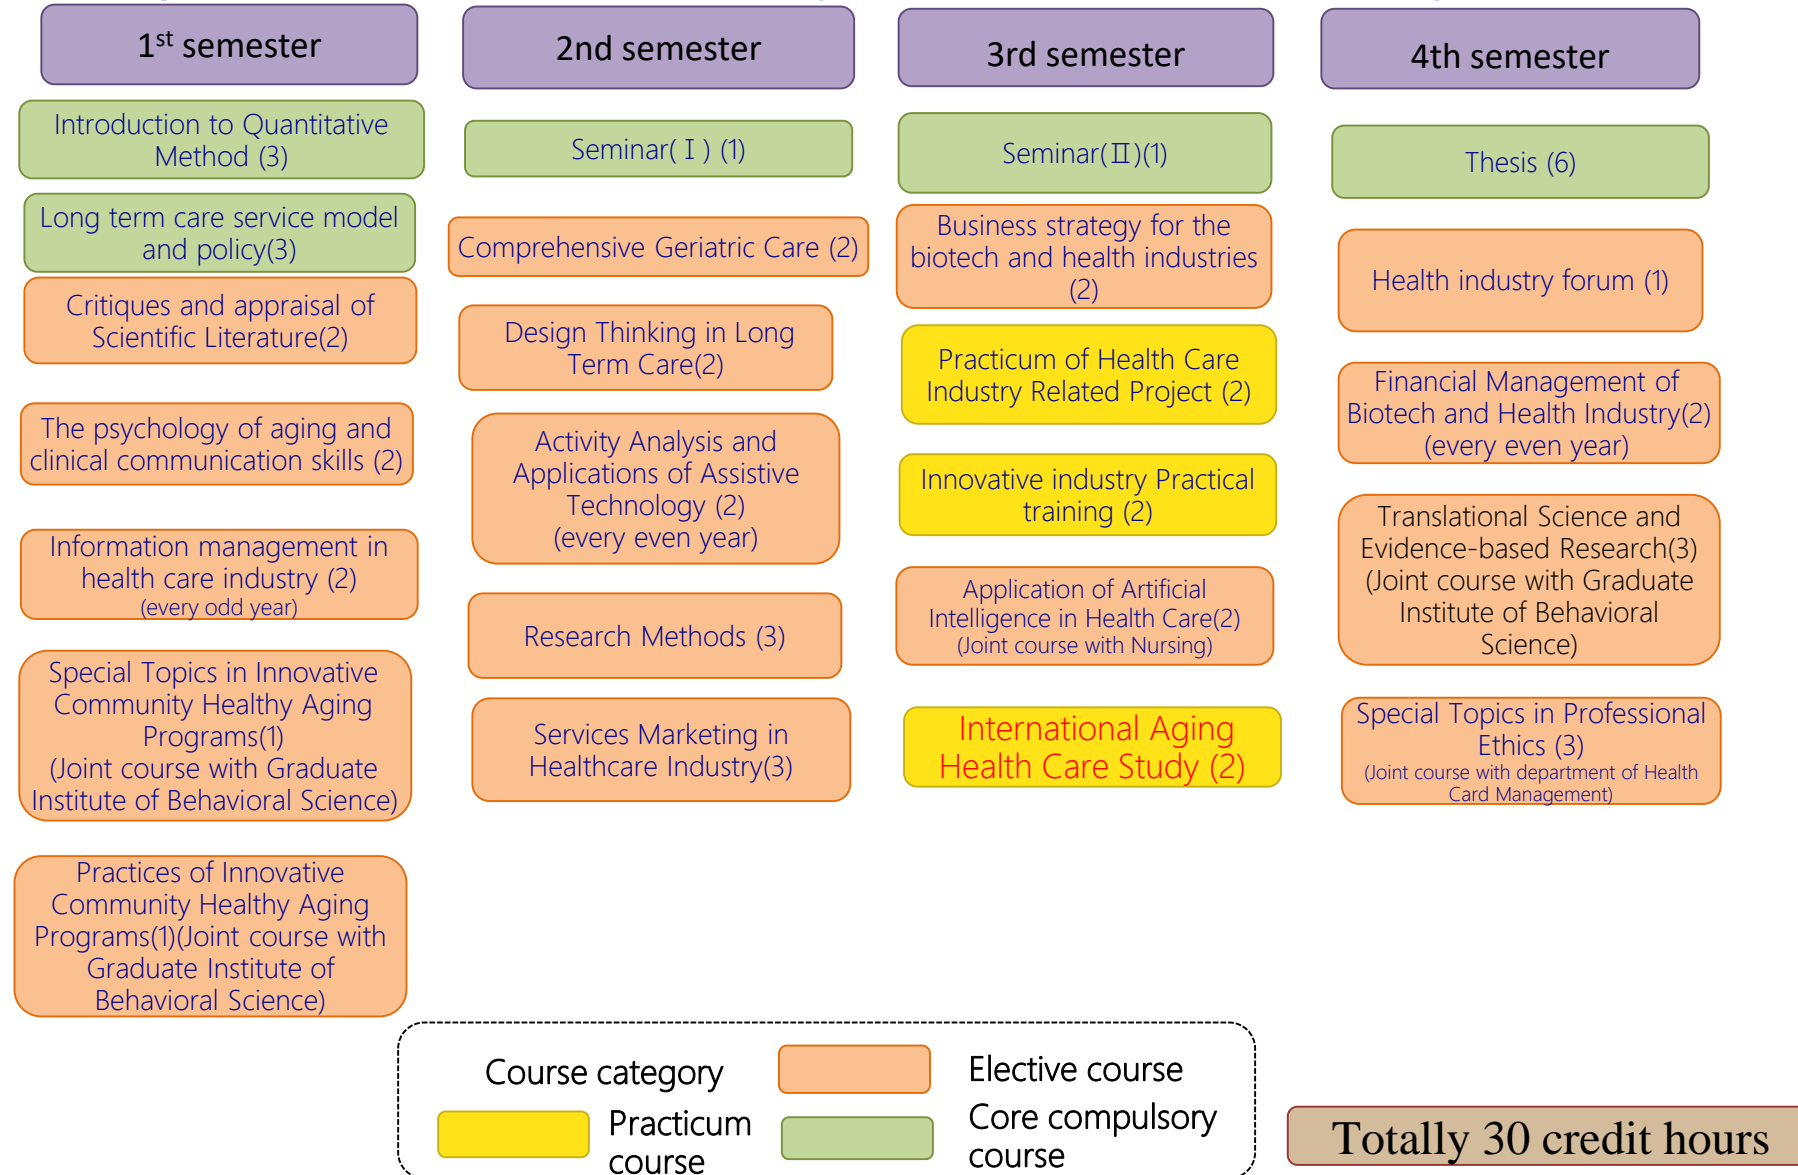 1st semester
Introduction to Quantitative
Method (3)
Long term care service model
and policy(3)
Critiques and appraisal of
Scientific Literature(2)
The psychology of aging and
clinical communication skills (2)
Information management in
health care industry (2)
(every odd year)
Special Topics in Innovative
Community Healthy Aging
Programs(1)
(Joint course with Graduate
Institute of Behavioral Science)
Practices of Innovative
Community Healthy Aging
Programs(1)(Joint course with
Graduate Institute of
Behavioral Science)
2nd semester
Seminar(Ⅰ) (1)
Comprehensive Geriatric Care (2)
Design Thinking in Long
Term Care(2)
Activity Analysis and
Applications of Assistive
Technology (2)
(every even year)
Research Methods (3)
Services Marketing in
Healthcare Industry(3)
3rd semester
Seminar(Ⅱ)(1)
Business strategy for the
biotech and health industries
(2)
Practicum of Health Care
Industry Related Project (2)
Innovative industry Practical
training (2)
Application of Artificial
Intelligence in Health Care(2)
(Joint course with Nursing)
International Aging
Health Care Study (2)
4th semester
Thesis (6)
Health industry forum (1)
Financial Management of
Biotech and Health Industry(2)
(every even year)
Translational Science and
Evidence-based Research(3)
(Joint course with Graduate
Institute of Behavioral
Science)
Special Topics in Professional
Ethics (3)
(Joint course with department of Health
Card Management)
Course category
Elective course
Practicum
course
Core compulsory
course
Totally 30 credit hours